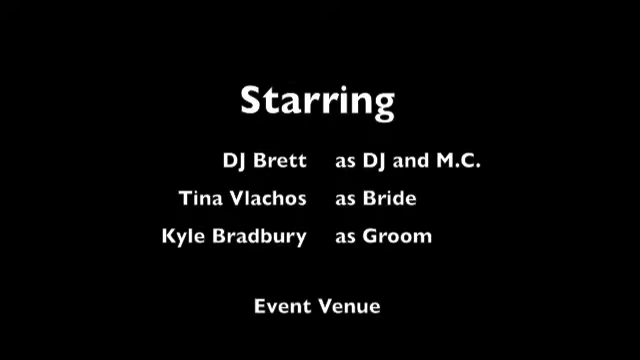 Starring
DJ Brett as DJ and M.C.
Tina Vlachos as Bride
Kyle Bradbury as Groom
Event Venue